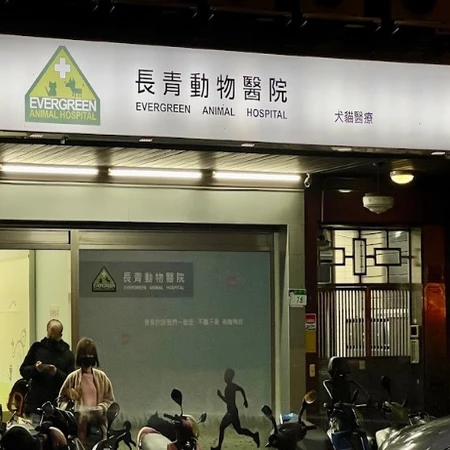 EVERGREEN
ANIMAL HOSPITAL
長青動物醫院
EVERGREEN ANIMAL HOSPITAL
犬貓醫療
長青動物醫院
EVERGREEN ANIMAL HOSPITAL